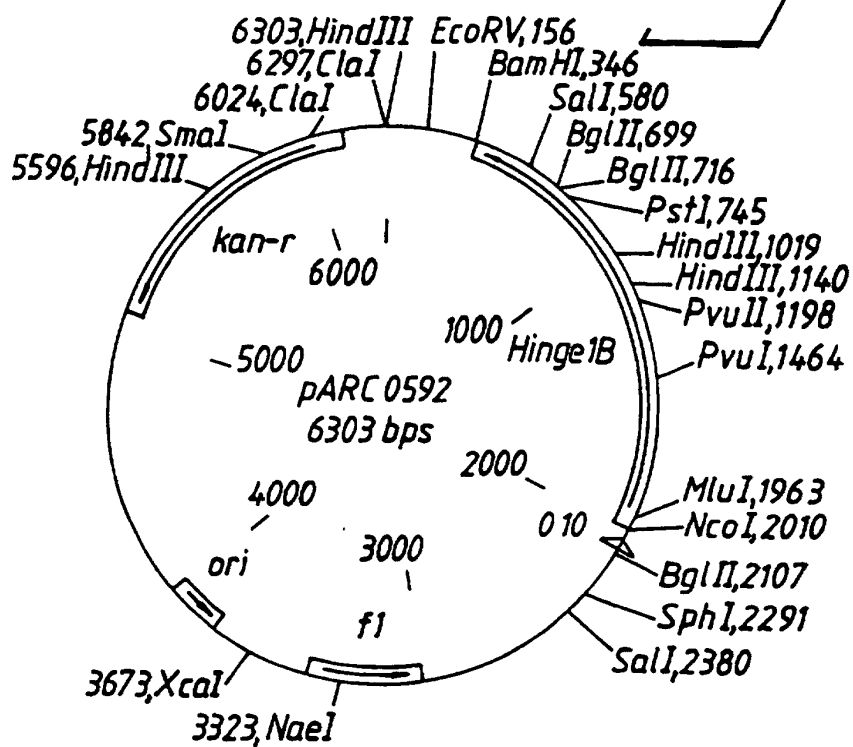 6303, HindIII
EcoRV, 156
6297, ClaI
BamHI, 346
6024, ClaI
SalI, 580
5842, SmaI
BglII, 699
5596, HindIII
BglII, 716
PstI, 745
kan-r
HindIII, 1019
6000
HindIII, 1140
1000
PvuII, 1198
Hinge1B
PvuI, 1464
5000
pARC 0592
6303 bps
2000
4000
MluI, 1963
010
NcoI, 2010
3000
ori
BglII, 2107
f1
SphI, 2291
SalI, 2380
3673, XcaI
3323, NaeI